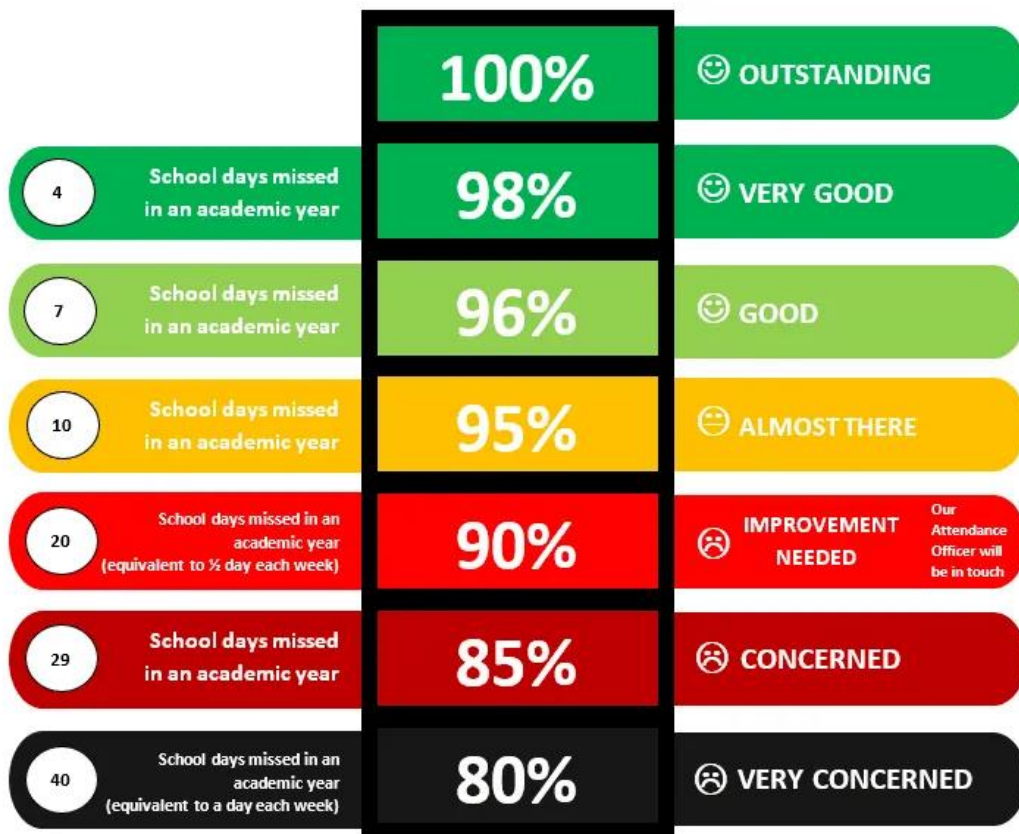 100%
OUTSTANDING
4
School days missed
in an academic year
98%
VERY GOOD
7
School days missed
in an academic year
96%
GOOD
10
School days missed
in an academic year
95%
ALMOST THERE
20
School days missed in an
academic year
(equivalent to ½ day each week)
90%
IMPROVEMENT
NEEDED
Our
Attendance
Officer will
be in touch
29
School days missed
in an academic year
85%
CONCERNED
40
School days missed in an
academic year
(equivalent to a day each week)
80%
VERY CONCERNED